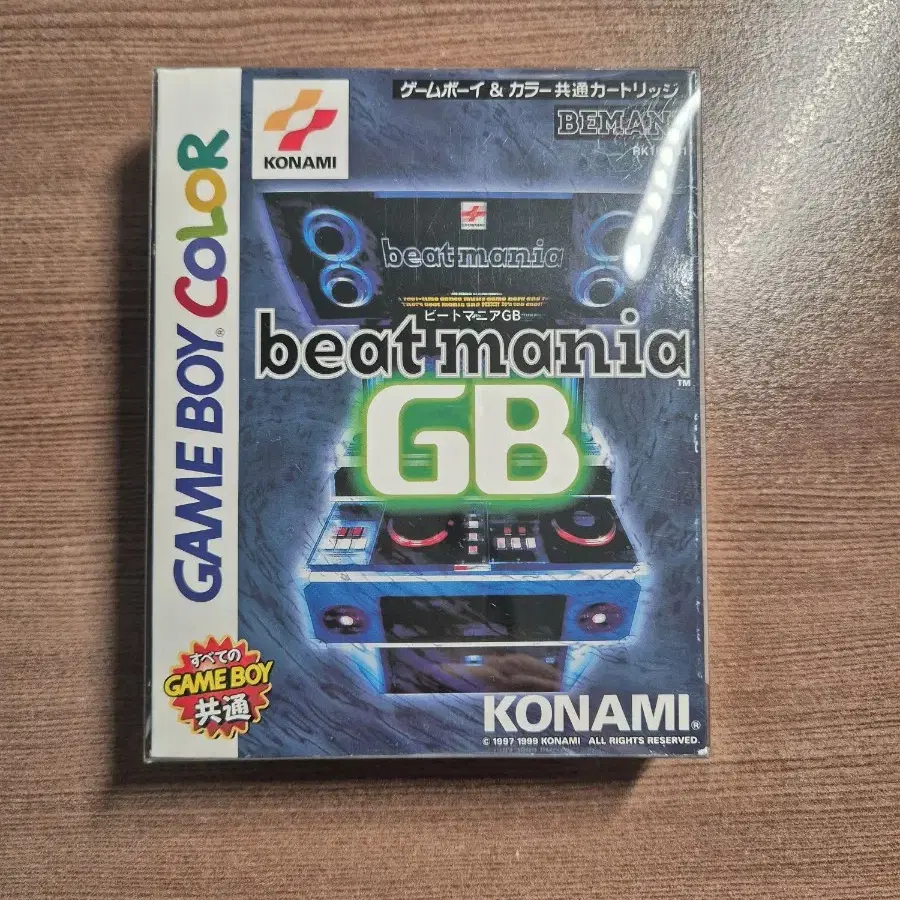 GAME BOY COLOR
KONAMI
ゲームボーイ & カラー共通カートリッジ
BEMANI
beatmania
ビートマニアGB
beatmania
TM
GB
すべての
GAME BOY
共通
KONAMI®
© 1997 1999 KONAMI ALL RIGHTS RESERVED.